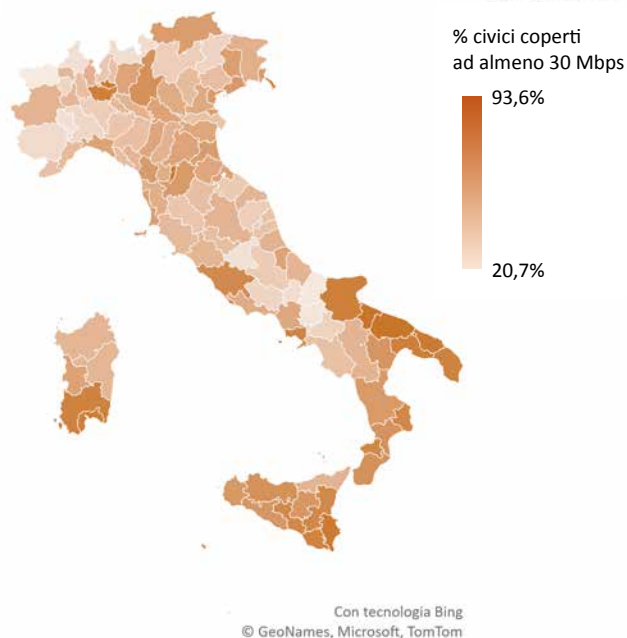 % civici coperti
ad almeno 30 Mbps
93,6%
20,7%
Con tecnologia Bing
© GeoNames, Microsoft, TomTom